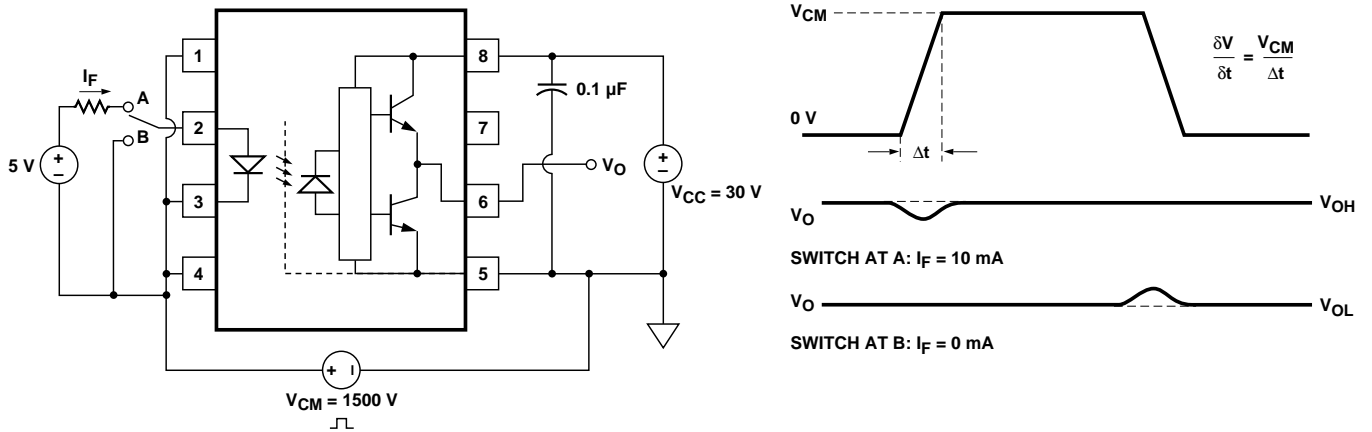 I_F
A
B
5 V
+
–
1
2
3
4
8
7
6
5
0.1 µF
V_O
+
–
V_CC = 30 V
+ –
V_CM = 1500 V
V_CM
0 V
Δt
δV/δt = V_CM/Δt
V_O
V_OH
SWITCH AT A: I_F = 10 mA
V_O
V_OL
SWITCH AT B: I_F = 0 mA